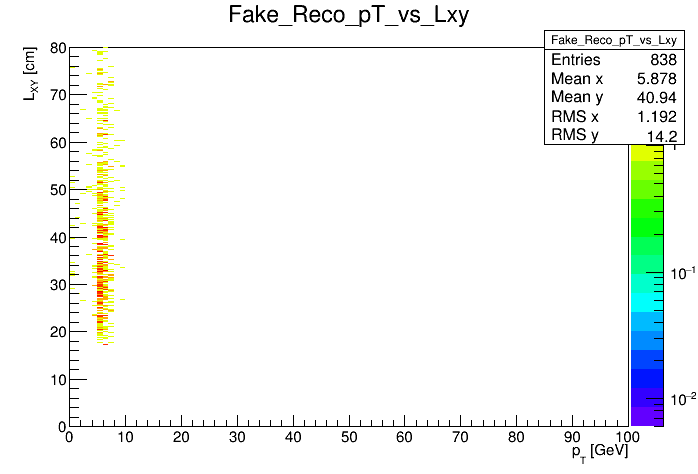 Fake_Reco_pT_vs_Lxy
Fake_Reco_pT_vs_Lxy
Entries 838
Mean x 5.878
Mean y 40.94
RMS x 1.192
RMS y 14.2
L_XY [cm]
80
70
60
50
40
30
20
10
0
0 10 20 30 40 50 60 70 80 90 100
p_T [GeV]
10^-1
10^-2